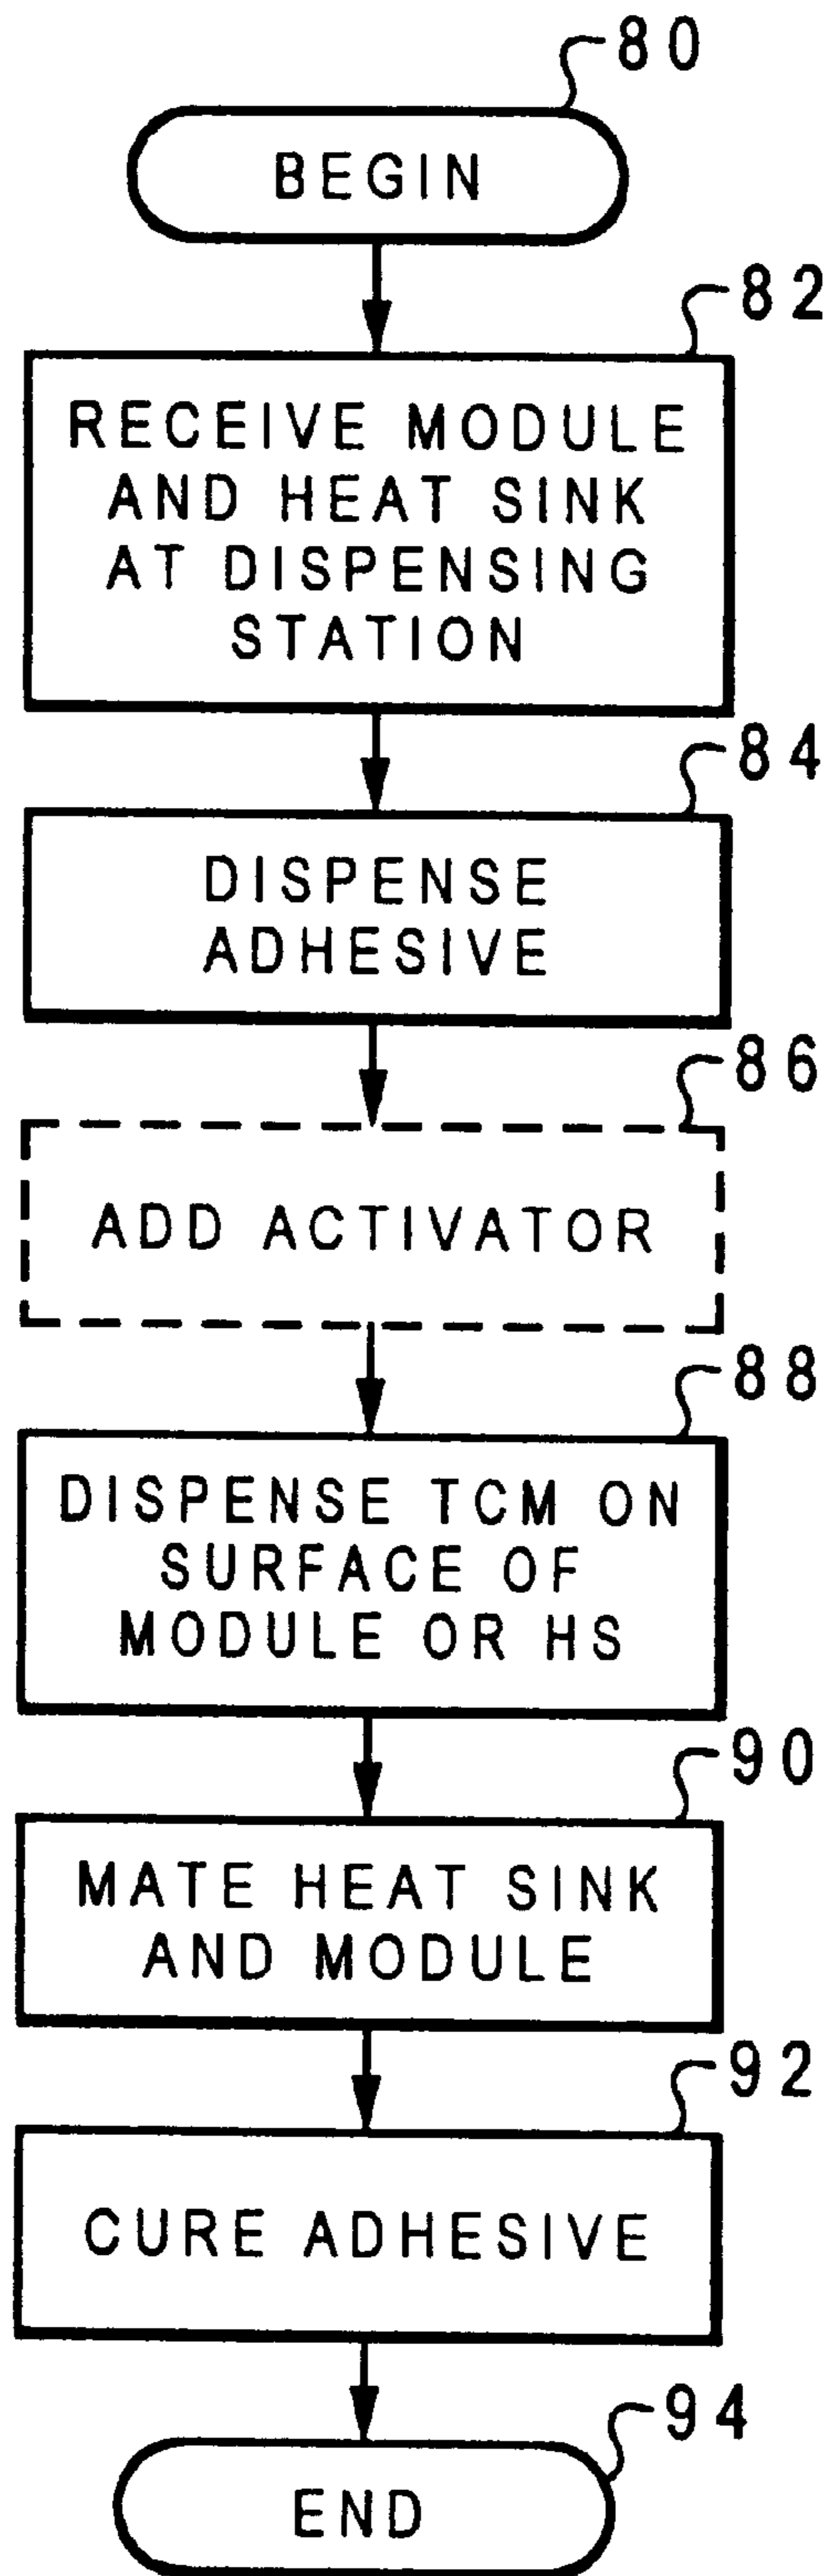 80
BEGIN
82
RECEIVE MODULE
AND HEAT SINK
AT DISPENSING
STATION
84
DISPENSE
ADHESIVE
86
ADD ACTIVATOR
88
DISPENSE TCM ON
SURFACE OF
MODULE OR HS
90
MATE HEAT SINK
AND MODULE
92
CURE ADHESIVE
94
END